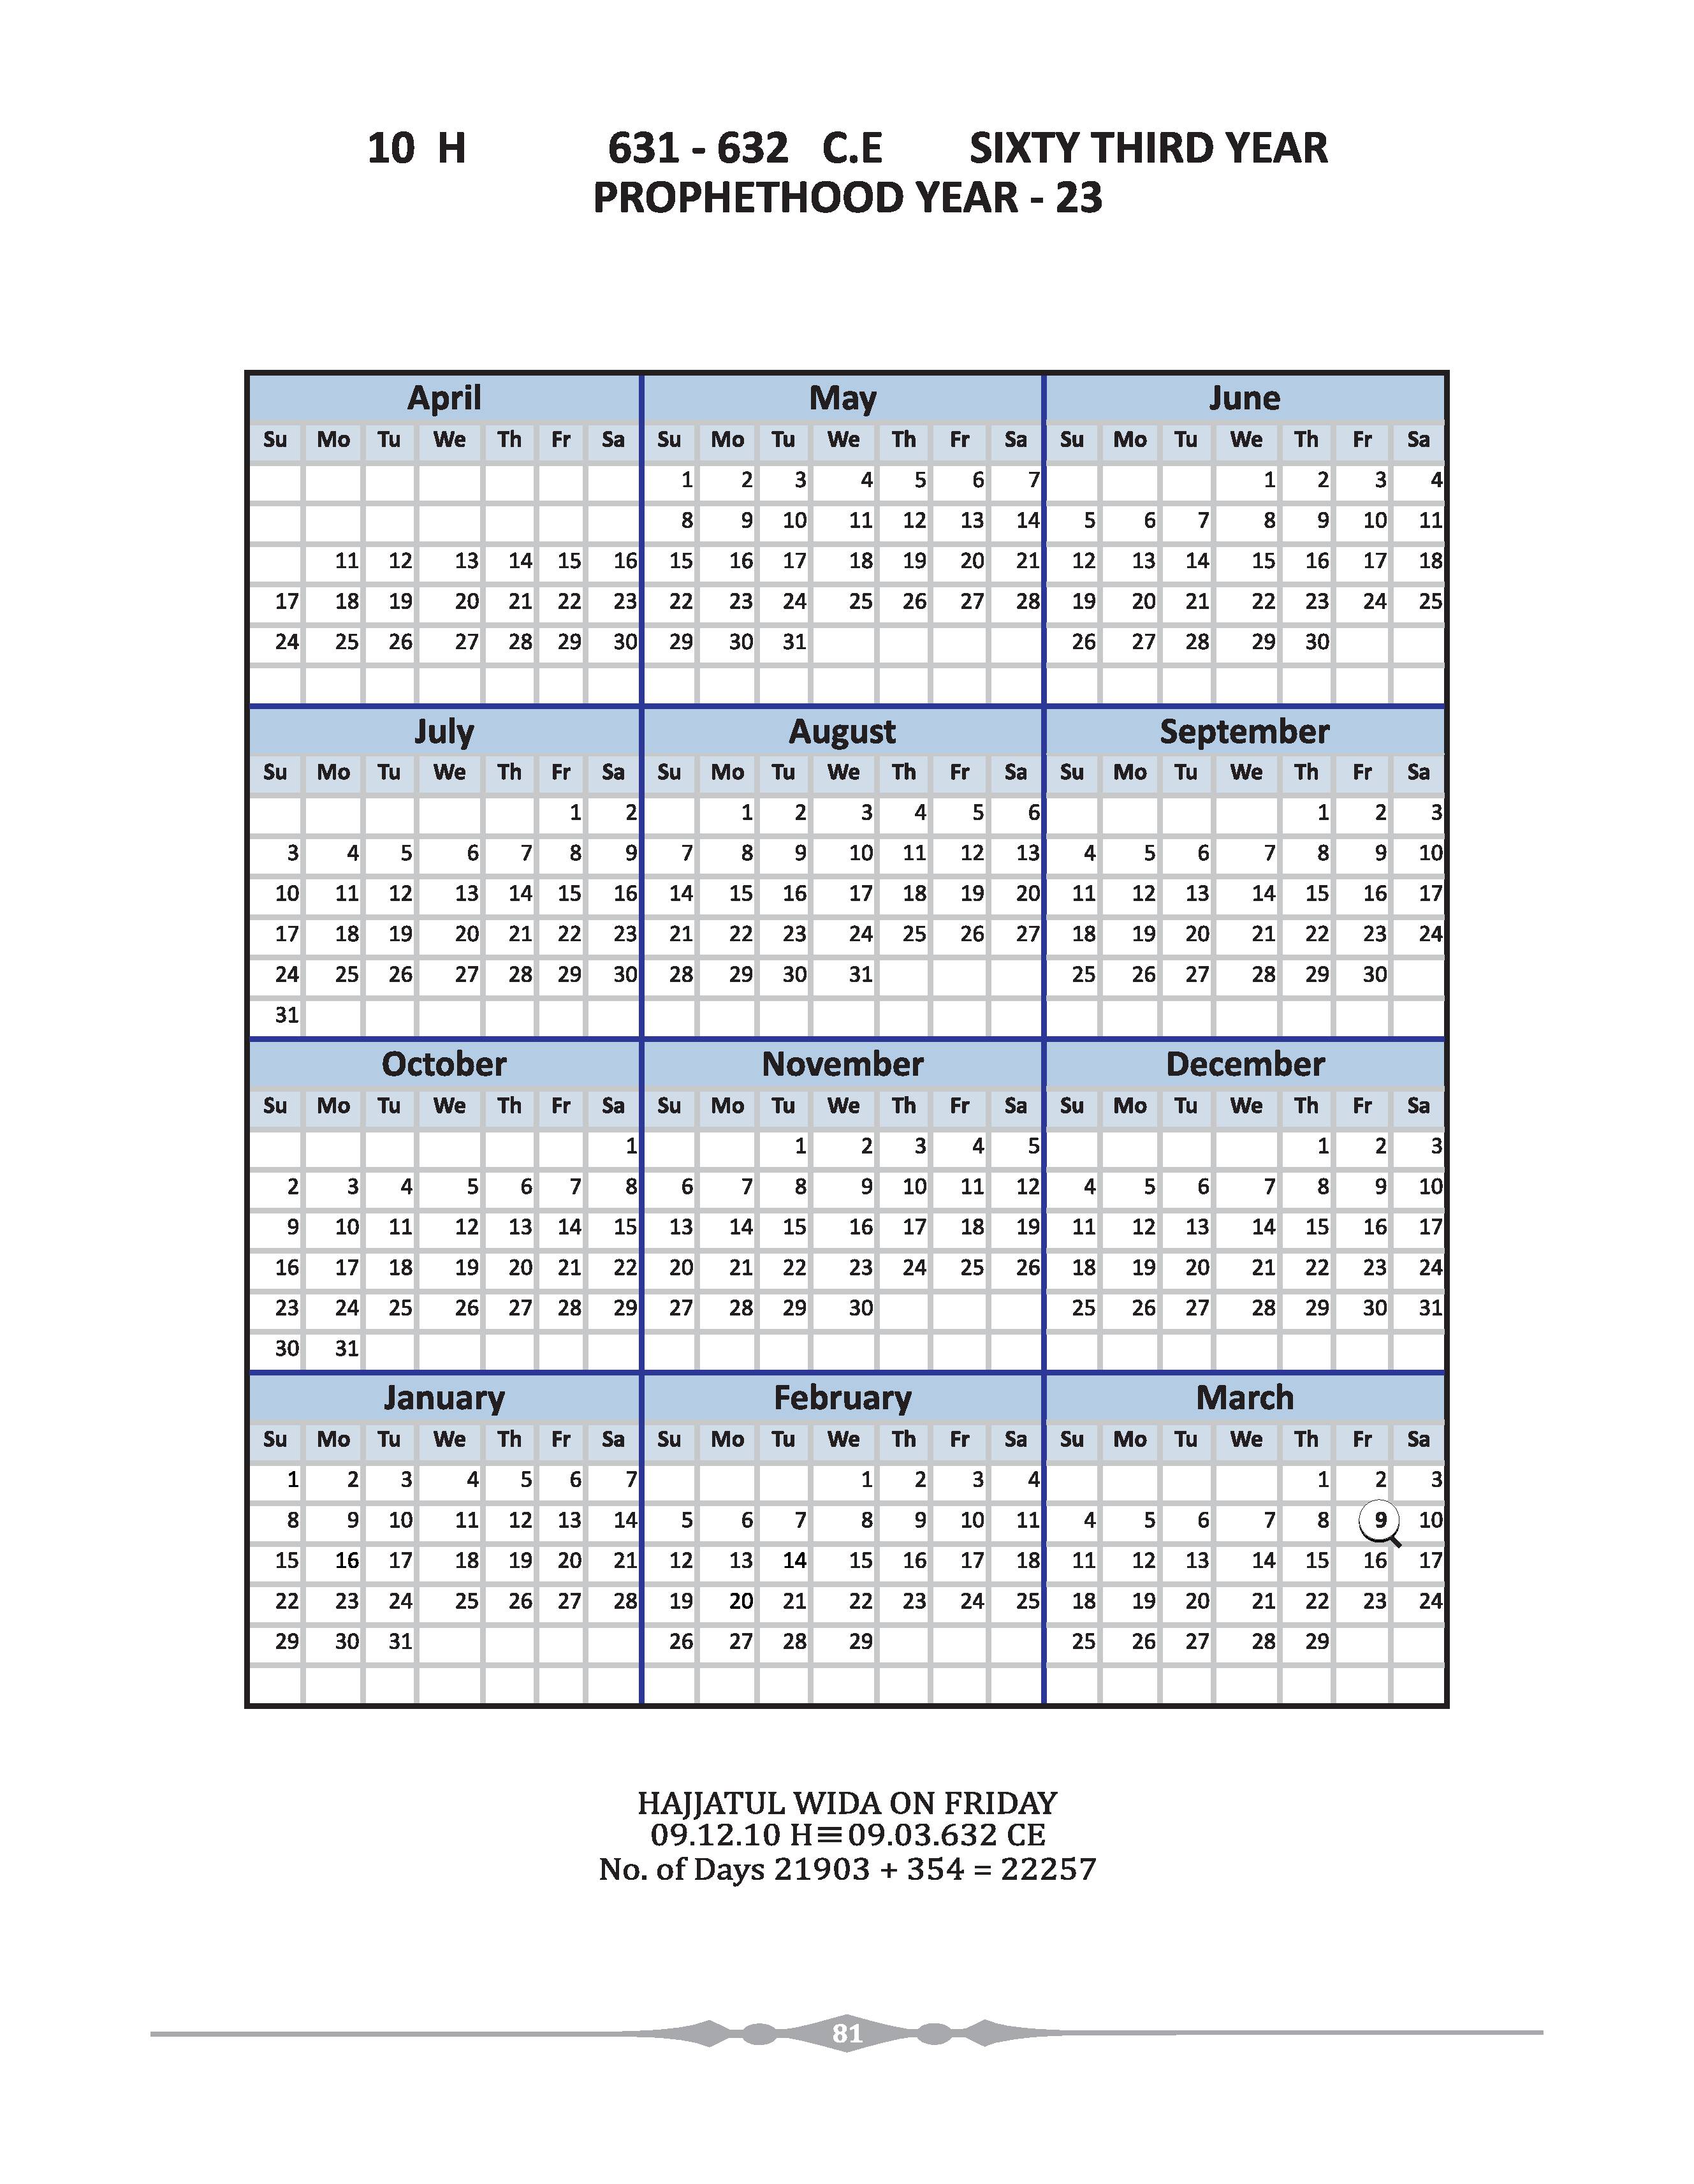 10 H 631 - 632 C.E SIXTY THIRD YEAR
PROPHETHOOD YEAR - 23
April May June
Su Mo Tu We Th Fr Sa Su Mo Tu We Th Fr Sa Su Mo Tu We Th Fr Sa
1 2 3 4 5 6 7 1 2 3 4
8 9 10 11 12 13 14 5 6 7 8 9 10 11
11 12 13 14 15 16 15 16 17 18 19 20 21 12 13 14 15 16 17 18
17 18 19 20 21 22 23 22 23 24 25 26 27 28 19 20 21 22 23 24 25
24 25 26 27 28 29 30 29 30 31 26 27 28 29 30
July August September
Su Mo Tu We Th Fr Sa Su Mo Tu We Th Fr Sa Su Mo Tu We Th Fr Sa
1 2 1 2 3 4 5 6 1 2 3
3 4 5 6 7 8 9 7 8 9 10 11 12 13 4 5 6 7 8 9 10
10 11 12 13 14 15 16 14 15 16 17 18 19 20 11 12 13 14 15 16 17
17 18 19 20 21 22 23 21 22 23 24 25 26 27 18 19 20 21 22 23 24
24 25 26 27 28 29 30 28 29 30 31 25 26 27 28 29 30
31
October November December
Su Mo Tu We Th Fr Sa Su Mo Tu We Th Fr Sa Su Mo Tu We Th Fr Sa
1 1 2 3 4 5 1 2 3
2 3 4 5 6 7 8 6 7 8 9 10 11 12 4 5 6 7 8 9 10
9 10 11 12 13 14 15 13 14 15 16 17 18 19 11 12 13 14 15 16 17
16 17 18 19 20 21 22 20 21 22 23 24 25 26 18 19 20 21 22 23 24
23 24 25 26 27 28 29 27 28 29 30 25 26 27 28 29 30 31
30 31
January February March
Su Mo Tu We Th Fr Sa Su Mo Tu We Th Fr Sa Su Mo Tu We Th Fr Sa
1 2 3 4 5 6 7 1 2 3 4 1 2 3
8 9 10 11 12 13 14 5 6 7 8 9 10 11 4 5 6 7 8 9 10
15 16 17 18 19 20 21 12 13 14 15 16 17 18 11 12 13 14 15 16 17
22 23 24 25 26 27 28 19 20 21 22 23 24 25 18 19 20 21 22 23 24
29 30 31 26 27 28 29 25 26 27 28 29
HAJJATUL WIDA ON FRIDAY
09.12.10 H≡09.03.632 CE
No. of Days 21903 + 354 = 22257
81